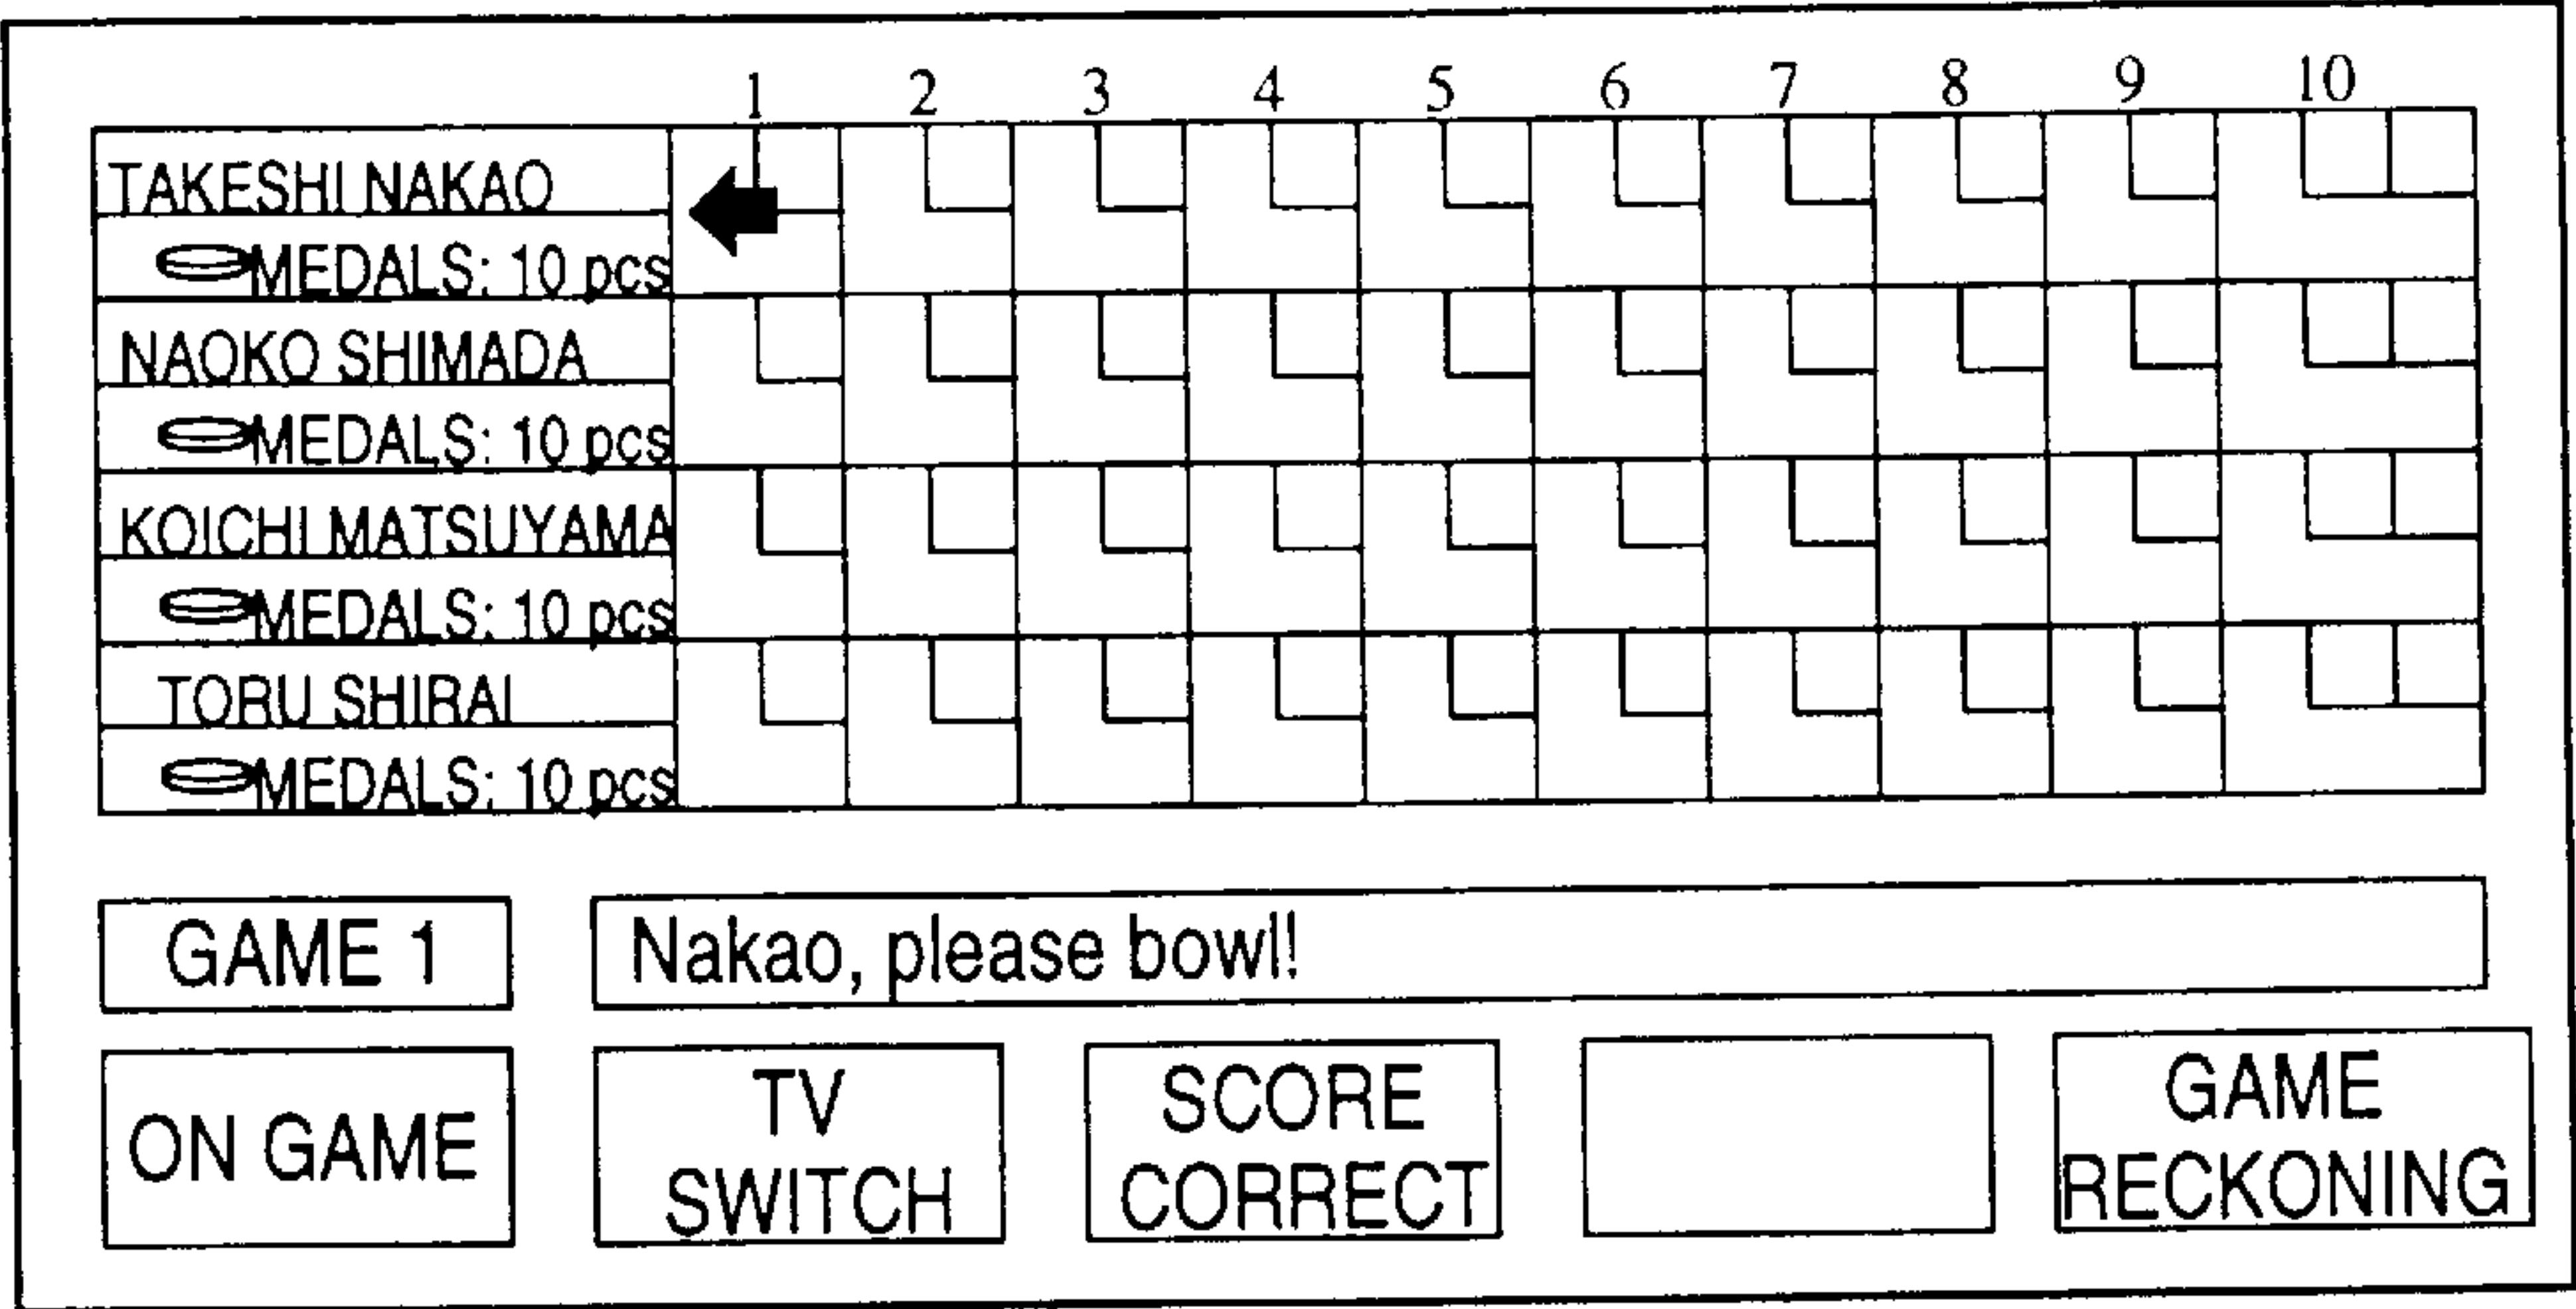 1 2 3 4 5 6 7 8 9 10
TAKESHI NAKAO
MEDALS: 10 pcs
NAOKO SHIMADA
MEDALS: 10 pcs
KOICHI MATSUYAMA
MEDALS: 10 pcs
TORU SHIRAI
MEDALS: 10 pcs
GAME 1
Nakao, please bowl!
ON GAME
TV
SWITCH
SCORE
CORRECT
GAME
RECKONING